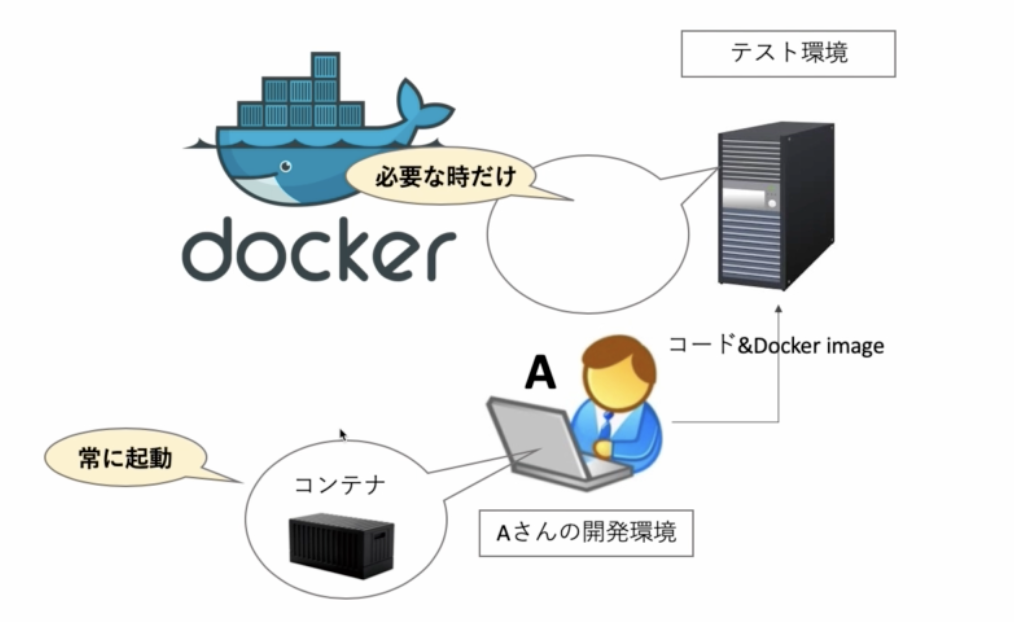 テスト環境
必要な時だけ
docker
コード&Docker image
A
常に起動
コンテナ
Aさんの開発環境